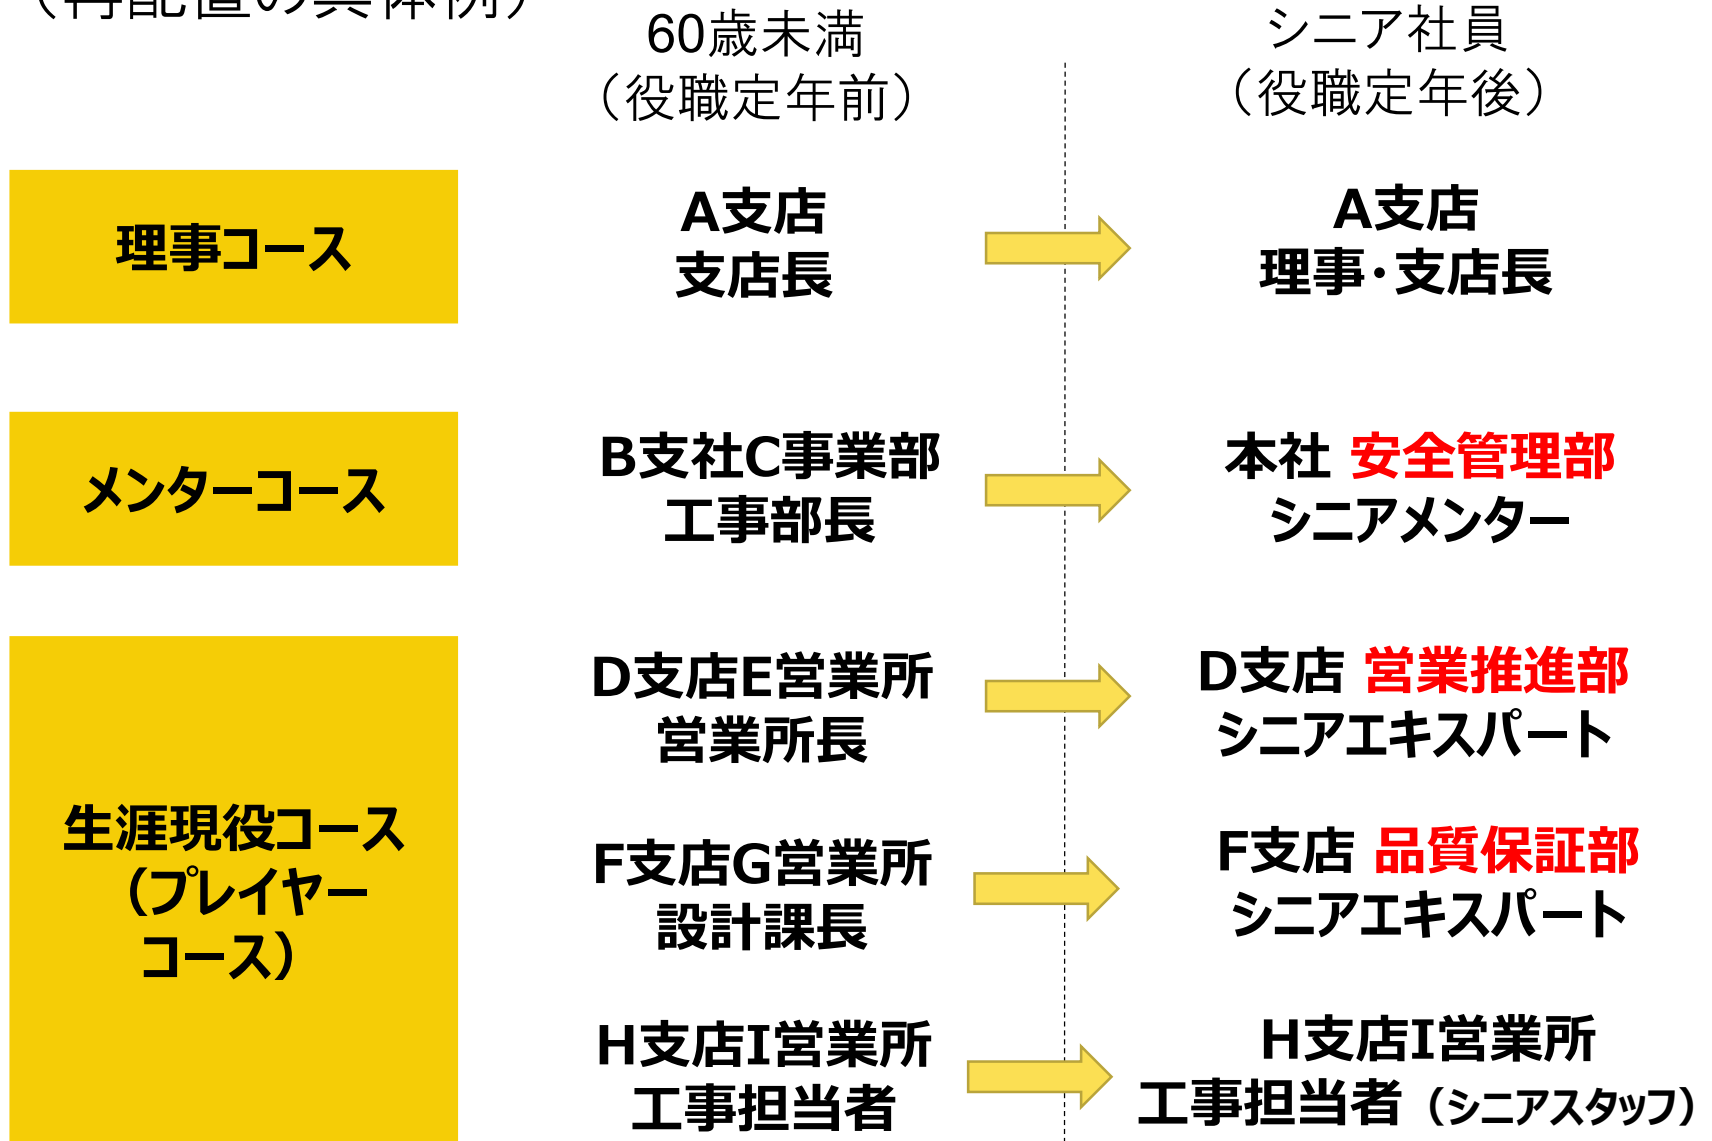 （再配置の具体例）
60歳未満
（役職定年前）
シニア社員
（役職定年後）
理事コース
A支店
支店長
A支店
理事・支店長
メンターコース
B支社C事業部
工事部長
本社 安全管理部
シニアメンター
生涯現役コース
（プレイヤー
コース）
D支店E営業所
営業所長
D支店 営業推進部
シニアエキスパート
F支店G営業所
設計課長
F支店 品質保証部
シニアエキスパート
H支店I営業所
工事担当者
H支店I営業所
工事担当者（シニアスタッフ）